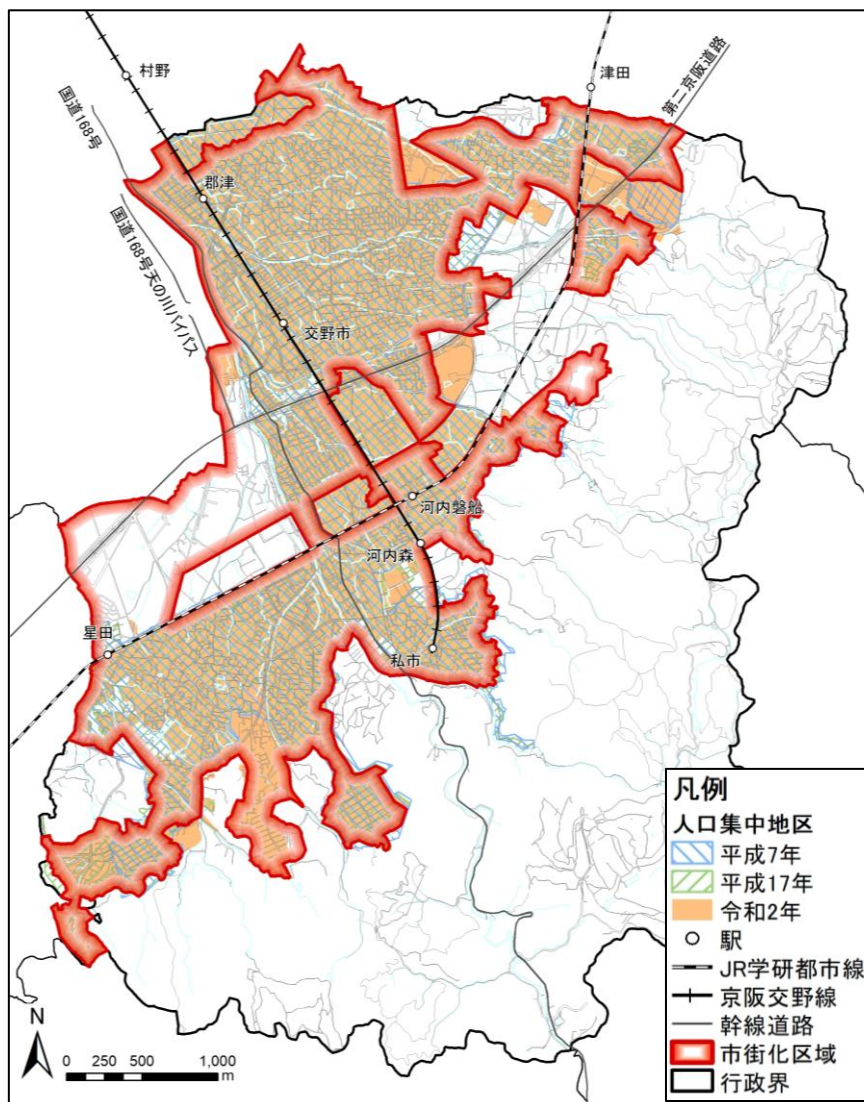 村野
津田
国道168号
第二京阪道路
郡津
国道168号天の川バイパス
交野市
河内磐船
河内森
星田
私市
凡例
人口集中地区
平成7年
平成17年
令和2年
駅
JR学研都市線
京阪交野線
幹線道路
市街化区域
行政界
N
0 250 500 1,000
m